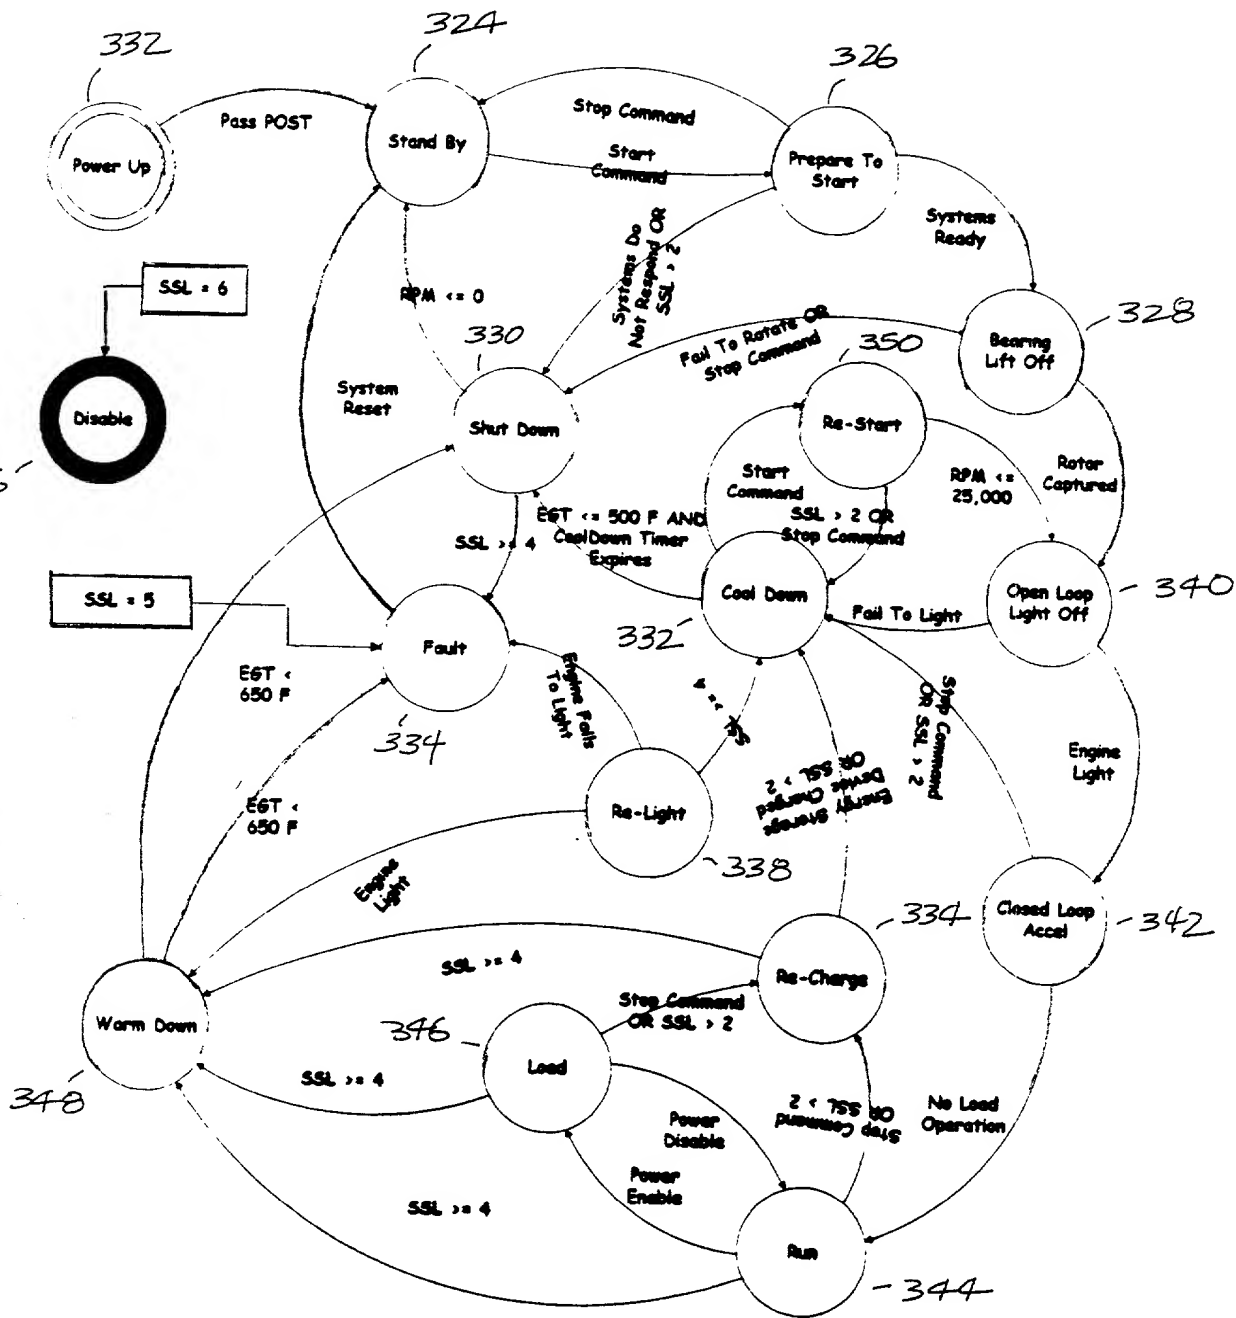 332
324
326
Pass POST
Stand By
Power Up
Stop Command
Start
Command
Prepare To
Start
Systems
Ready
SSL = 6
Disable
RPM <= 0
Systems Do
Not Respond OR
SSL > 2
330
Fail To Rotate OR
Stop Command
350
Bearing
Lift Off
328
System
Reset
Shut Down
Re-Start
Start
Command
RPM <=
25,000
Rotor
Captured
SSL >= 4
EGT <= 500 F AND
CoolDown Timer
Expires
SSL > 2 OR
Stop Command
SSL = 5
Cool Down
332
Fail To Light
Open Loop
Light Off
340
Fault
334
EGT <
650 F
Engine Fails
To Light
SSL >= 4
Stop Command
OR SSL > 2
Engine
Light
EGT <
650 F
Re-Light
338
Energy Storage
Device Charged
OR SSL > 2
Engine
Light
334
Closed Loop
Accel
342
SSL >= 4
Re-Charge
Warm Down
348
346
Load
Stop Command
OR SSL > 2
SSL >= 4
Power
Disable
Stop Command
OR SSL > 2
No Load
Operation
Power
Enable
SSL >= 4
Run
344